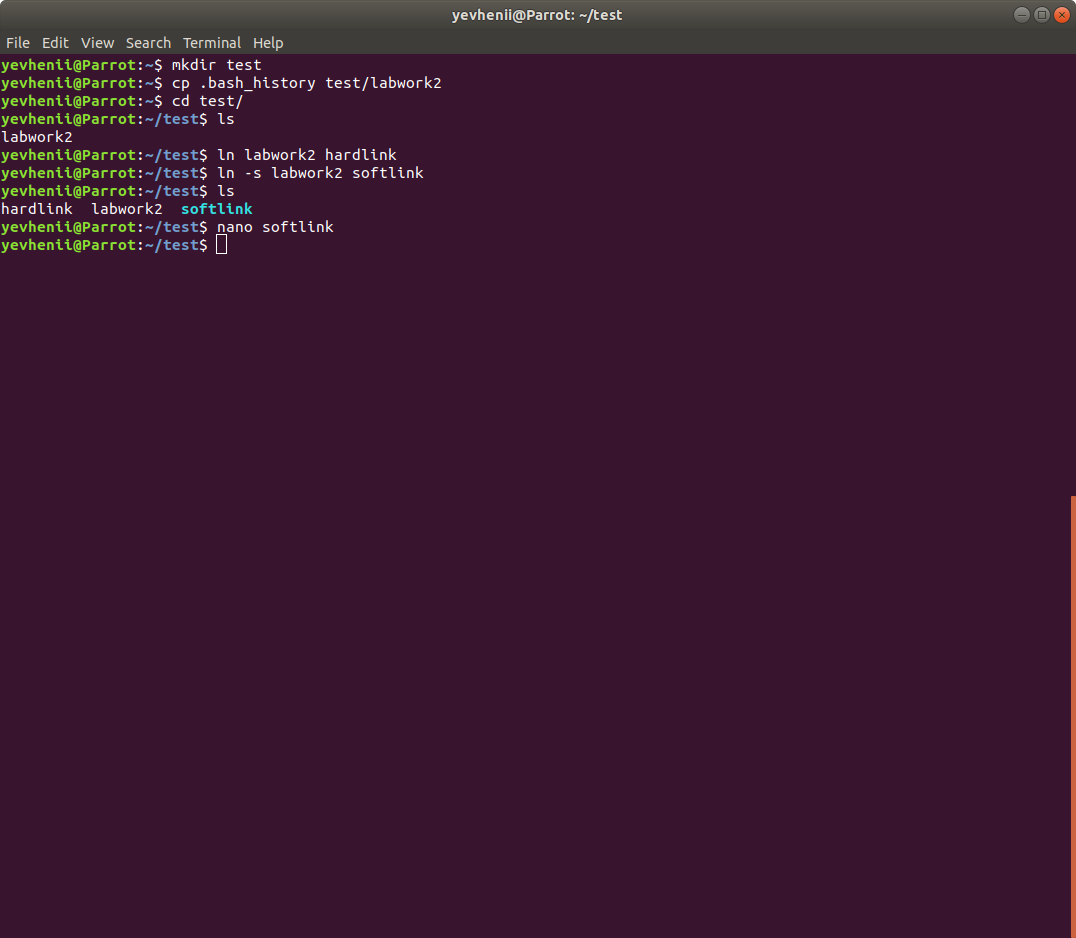 yevhenii@Parrot: ~/test
File Edit View Search Terminal Help
yevhenii@Parrot:~$ mkdir test
yevhenii@Parrot:~$ cp .bash_history test/labwork2
yevhenii@Parrot:~$ cd test/
yevhenii@Parrot:~/test$ ls
labwork2
yevhenii@Parrot:~/test$ ln labwork2 hardlink
yevhenii@Parrot:~/test$ ln -s labwork2 softlink
yevhenii@Parrot:~/test$ ls
hardlink  labwork2  softlink
yevhenii@Parrot:~/test$ nano softlink
yevhenii@Parrot:~/test$